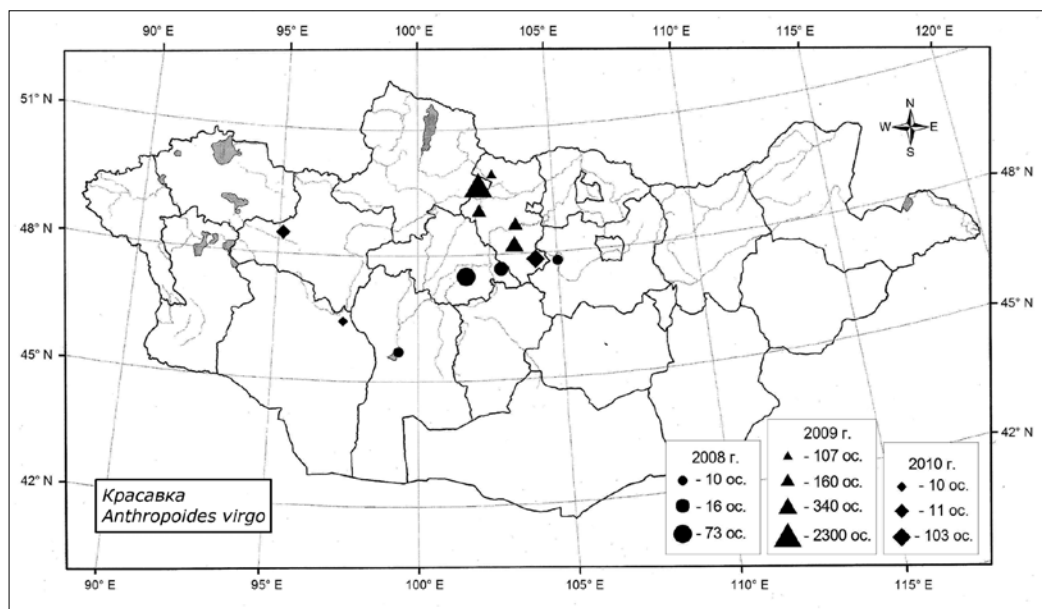 90° E 95° E 100° E 105° E 110° E 115° E 120° E
51° N
48° N
45° N
42° N
N
W E
S
48° N
45° N
42° N
2008 г.
- 10 ос.
- 16 ос.
- 73 ос.
2009 г.
- 107 ос.
- 160 ос.
- 340 ос.
- 2300 ос.
2010 г.
- 10 ос.
- 11 ос.
- 103 ос.
Красавка
Anthropoides virgo
90° E 95° E 100° E 105° E 110° E 115° E